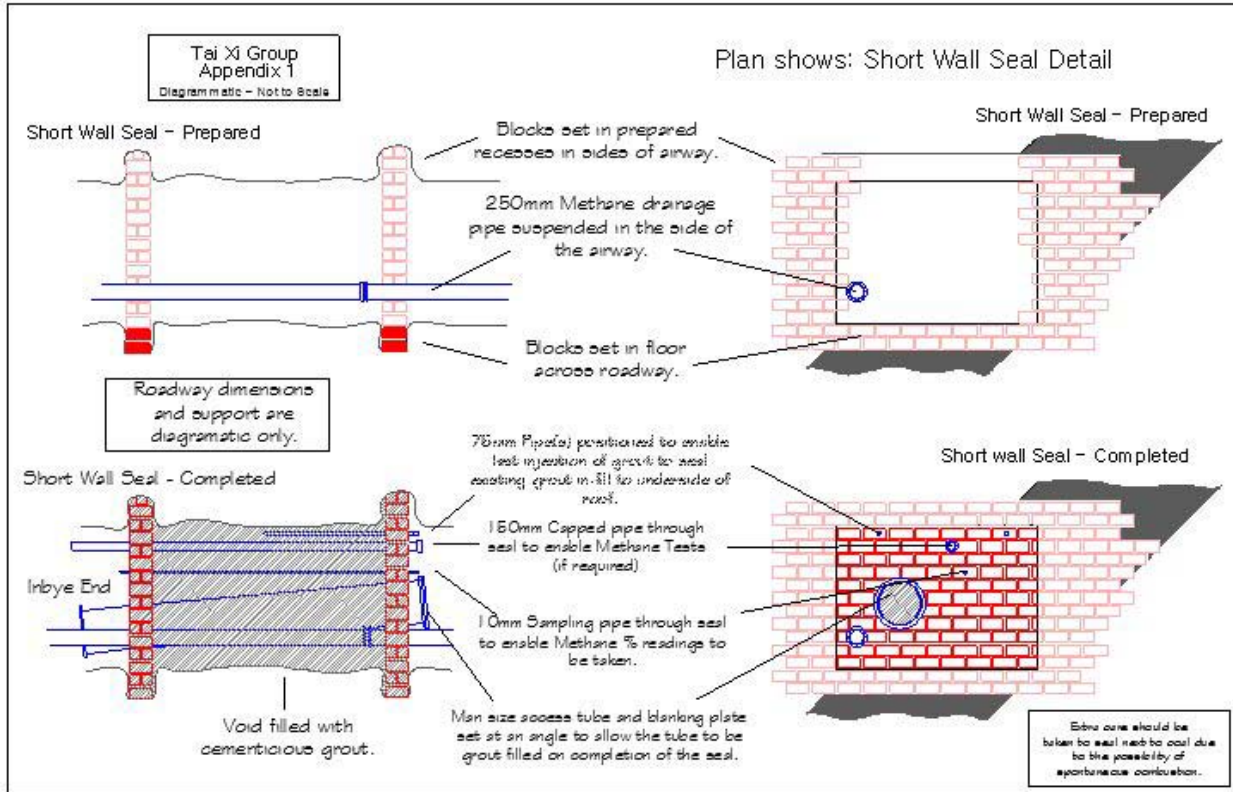 Tai Xi Group
Appendix 1
Diagrammatic - Not to Scale
Plan shows: Short Wall Seal Detail
Short Wall Seal - Prepared
Short Wall Seal - Prepared
Blocks set in prepared
recesses in sides of airway.
250mm Methane drainage
pipe suspended in the side of
the airway.
Blocks set in floor
across roadway.
Roadway dimensions
and support are
diagramatic only.
Short Wall Seal - Completed
Short wall Seal - Completed
75mm Pipe(s) positioned to enable
last injection of grout to seal
existing grout in-fill to underside of
roof.
150mm Capped pipe through
seal to enable Methane Tests
(if required)
Inbye End
10mm Sampling pipe through seal
to enable Methane % readings to
be taken.
Void filled with
cementicious grout.
Man size access tube and blanking plate
set at an angle to allow the tube to be
grout filled on completion of the seal.
Extra care should be
taken to seal next to coal due
to the possibility of
spontaneous combustion.